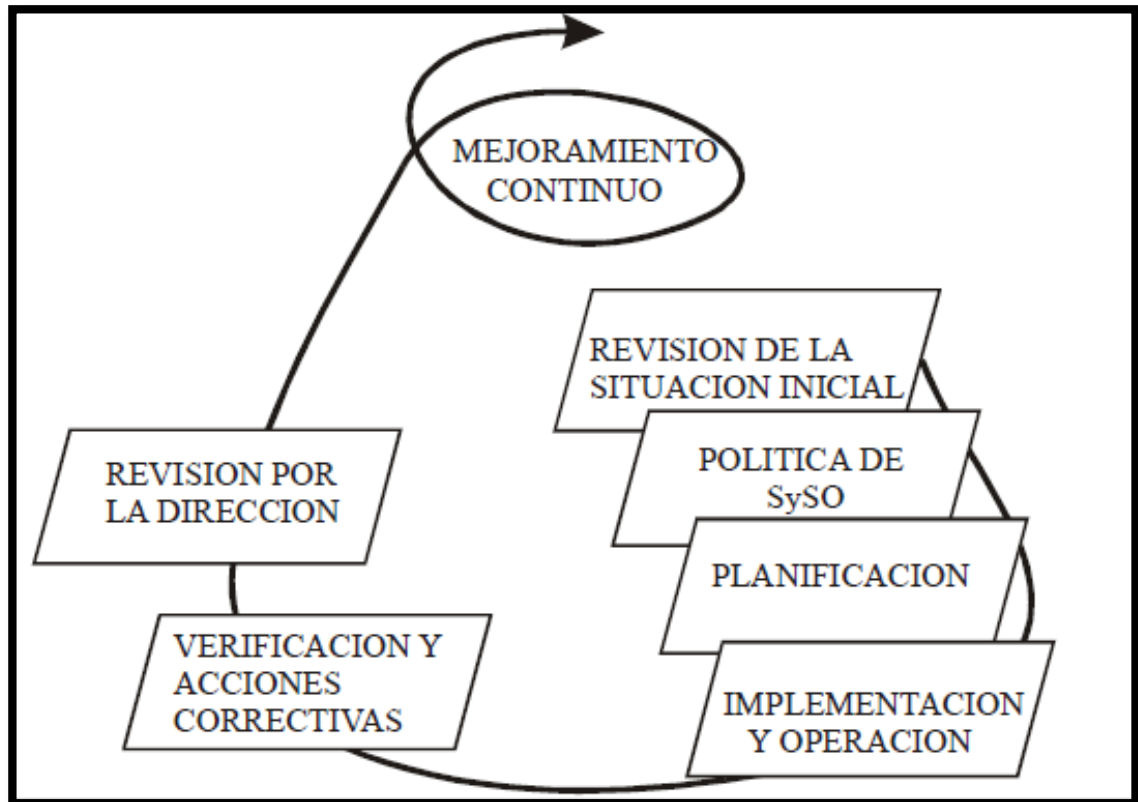 MEJORAMIENTO
CONTINUO
REVISION DE LA
SITUACION INICIAL
POLITICA DE
SySO
PLANIFICACION
IMPLEMENTACION
Y OPERACION
VERIFICACION Y
ACCIONES
CORRECTIVAS
REVISION POR
LA DIRECCION